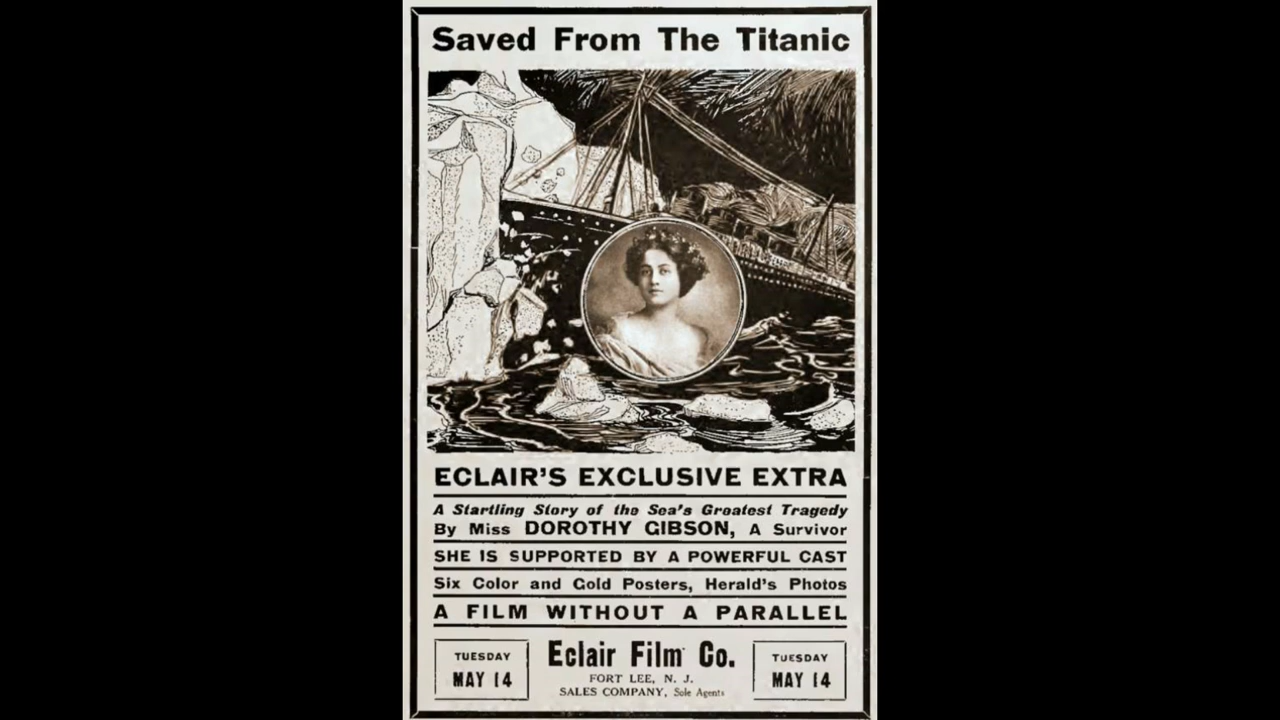 Saved From The Titanic
ECLAIR'S EXCLUSIVE EXTRA
A Startling Story of the Sea's Greatest Tragedy
By Miss DOROTHY GIBSON, A Survivor
SHE IS SUPPORTED BY A POWERFUL CAST
Six Color and Gold Posters, Herald's Photos
A FILM WITHOUT A PARALLEL
TUESDAY
MAY 14
Eclair Film Co.
FORT LEE, N. J.
SALES COMPANY, Sole Agents
TUESDAY
MAY 14